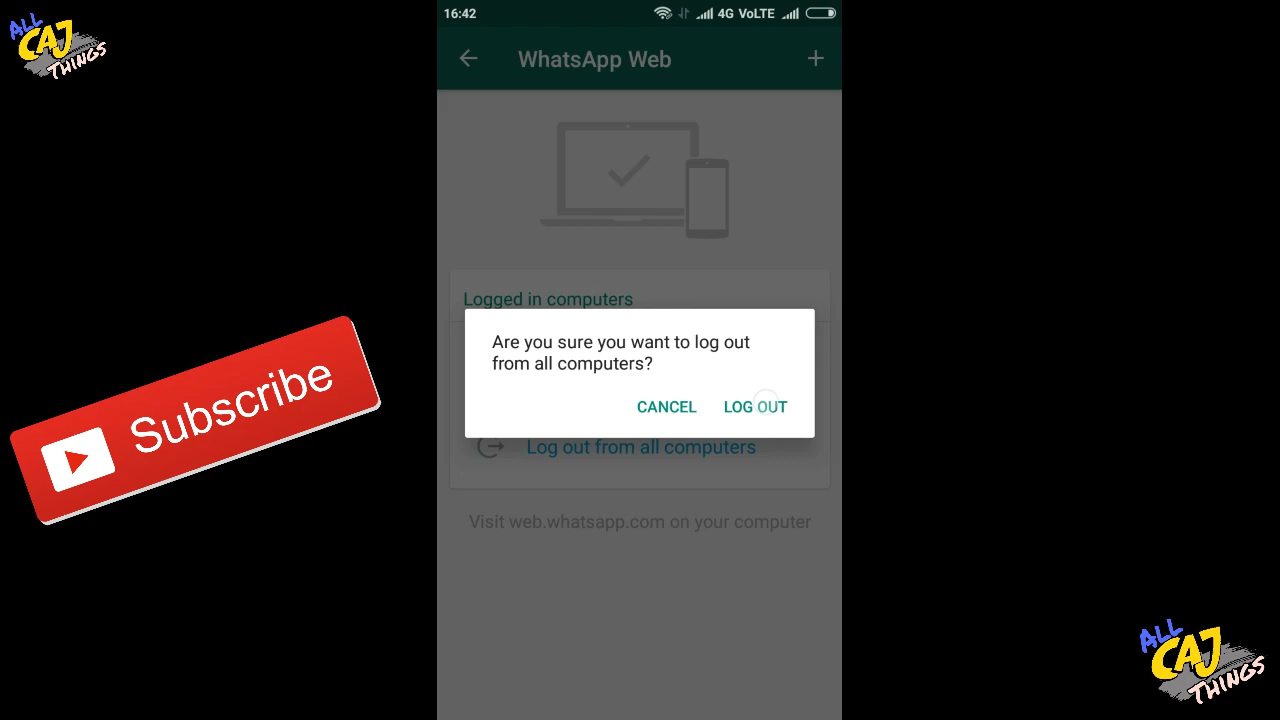 ALL
CAJ
THINGS
16:42
4G VoLTE
WhatsApp Web
Logged in computers
Are you sure you want to log out
from all computers?
CANCEL LOG OUT
Log out from all computers
Visit web.whatsapp.com on your computer
Subscribe
ALL
CAJ
THINGS